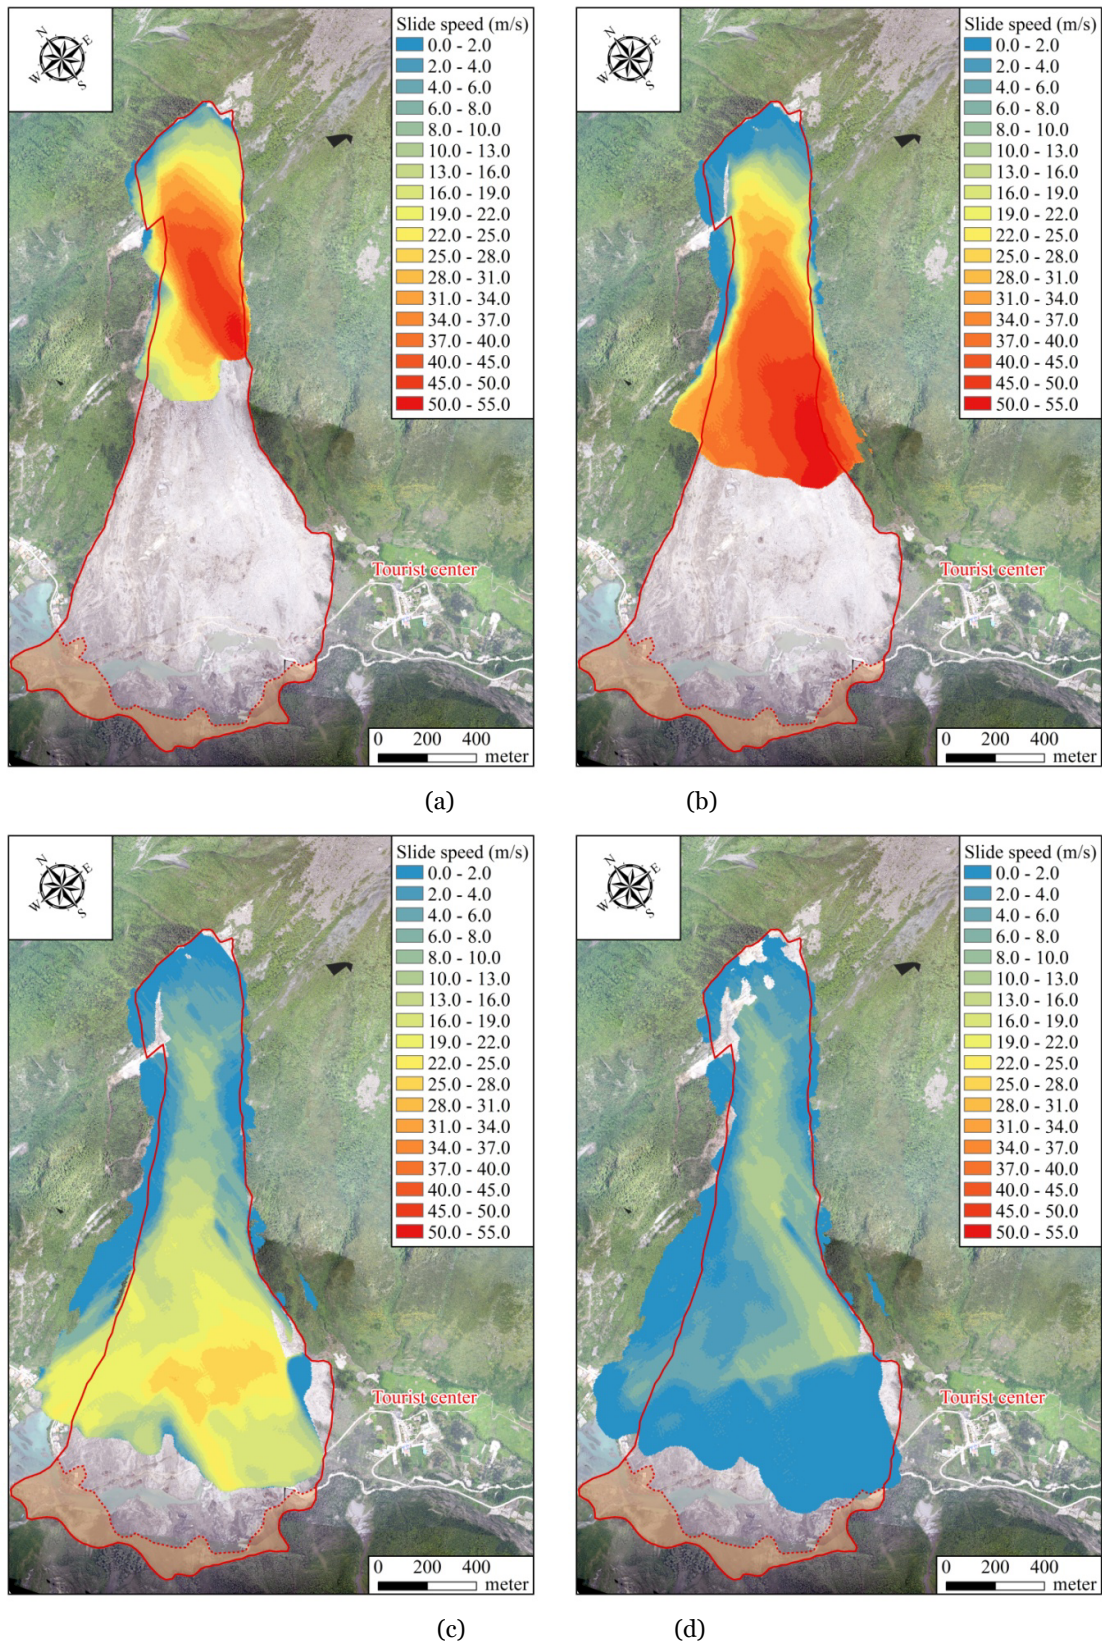 N
E
W
S
Slide speed (m/s)
0.0 - 2.0
2.0 - 4.0
4.0 - 6.0
6.0 - 8.0
8.0 - 10.0
10.0 - 13.0
13.0 - 16.0
16.0 - 19.0
19.0 - 22.0
22.0 - 25.0
25.0 - 28.0
28.0 - 31.0
31.0 - 34.0
34.0 - 37.0
37.0 - 40.0
40.0 - 45.0
45.0 - 50.0
50.0 - 55.0
Tourist center
0 200 400
meter
(a)
N
E
W
S
Slide speed (m/s)
0.0 - 2.0
2.0 - 4.0
4.0 - 6.0
6.0 - 8.0
8.0 - 10.0
10.0 - 13.0
13.0 - 16.0
16.0 - 19.0
19.0 - 22.0
22.0 - 25.0
25.0 - 28.0
28.0 - 31.0
31.0 - 34.0
34.0 - 37.0
37.0 - 40.0
40.0 - 45.0
45.0 - 50.0
50.0 - 55.0
Tourist center
0 200 400
meter
(b)
N
E
W
S
Slide speed (m/s)
0.0 - 2.0
2.0 - 4.0
4.0 - 6.0
6.0 - 8.0
8.0 - 10.0
10.0 - 13.0
13.0 - 16.0
16.0 - 19.0
19.0 - 22.0
22.0 - 25.0
25.0 - 28.0
28.0 - 31.0
31.0 - 34.0
34.0 - 37.0
37.0 - 40.0
40.0 - 45.0
45.0 - 50.0
50.0 - 55.0
Tourist center
0 200 400
meter
(c)
N
E
W
S
Slide speed (m/s)
0.0 - 2.0
2.0 - 4.0
4.0 - 6.0
6.0 - 8.0
8.0 - 10.0
10.0 - 13.0
13.0 - 16.0
16.0 - 19.0
19.0 - 22.0
22.0 - 25.0
25.0 - 28.0
28.0 - 31.0
31.0 - 34.0
34.0 - 37.0
37.0 - 40.0
40.0 - 45.0
45.0 - 50.0
50.0 - 55.0
Tourist center
0 200 400
meter
(d)